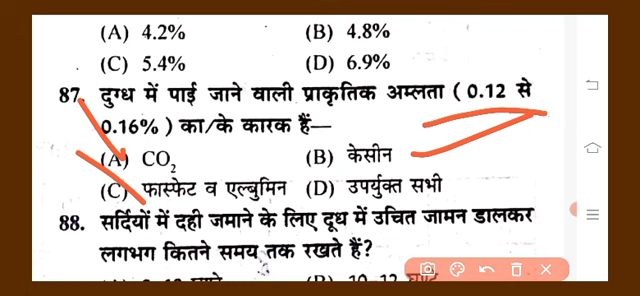 (A) 4.2% (B) 4.8%
(C) 5.4% (D) 6.9%
87. दुग्ध में पाई जाने वाली प्राकृतिक अम्लता ( 0.12 से
0.16% ) का/के कारक हैं—
(A) CO₂ (B) केसीन
(C) फास्फेट व एल्बुमिन (D) उपर्युक्त सभी
88. सर्दियों में दही जमाने के लिए दूध में उचित जामन डालकर
लगभग कितने समय तक रखते हैं?